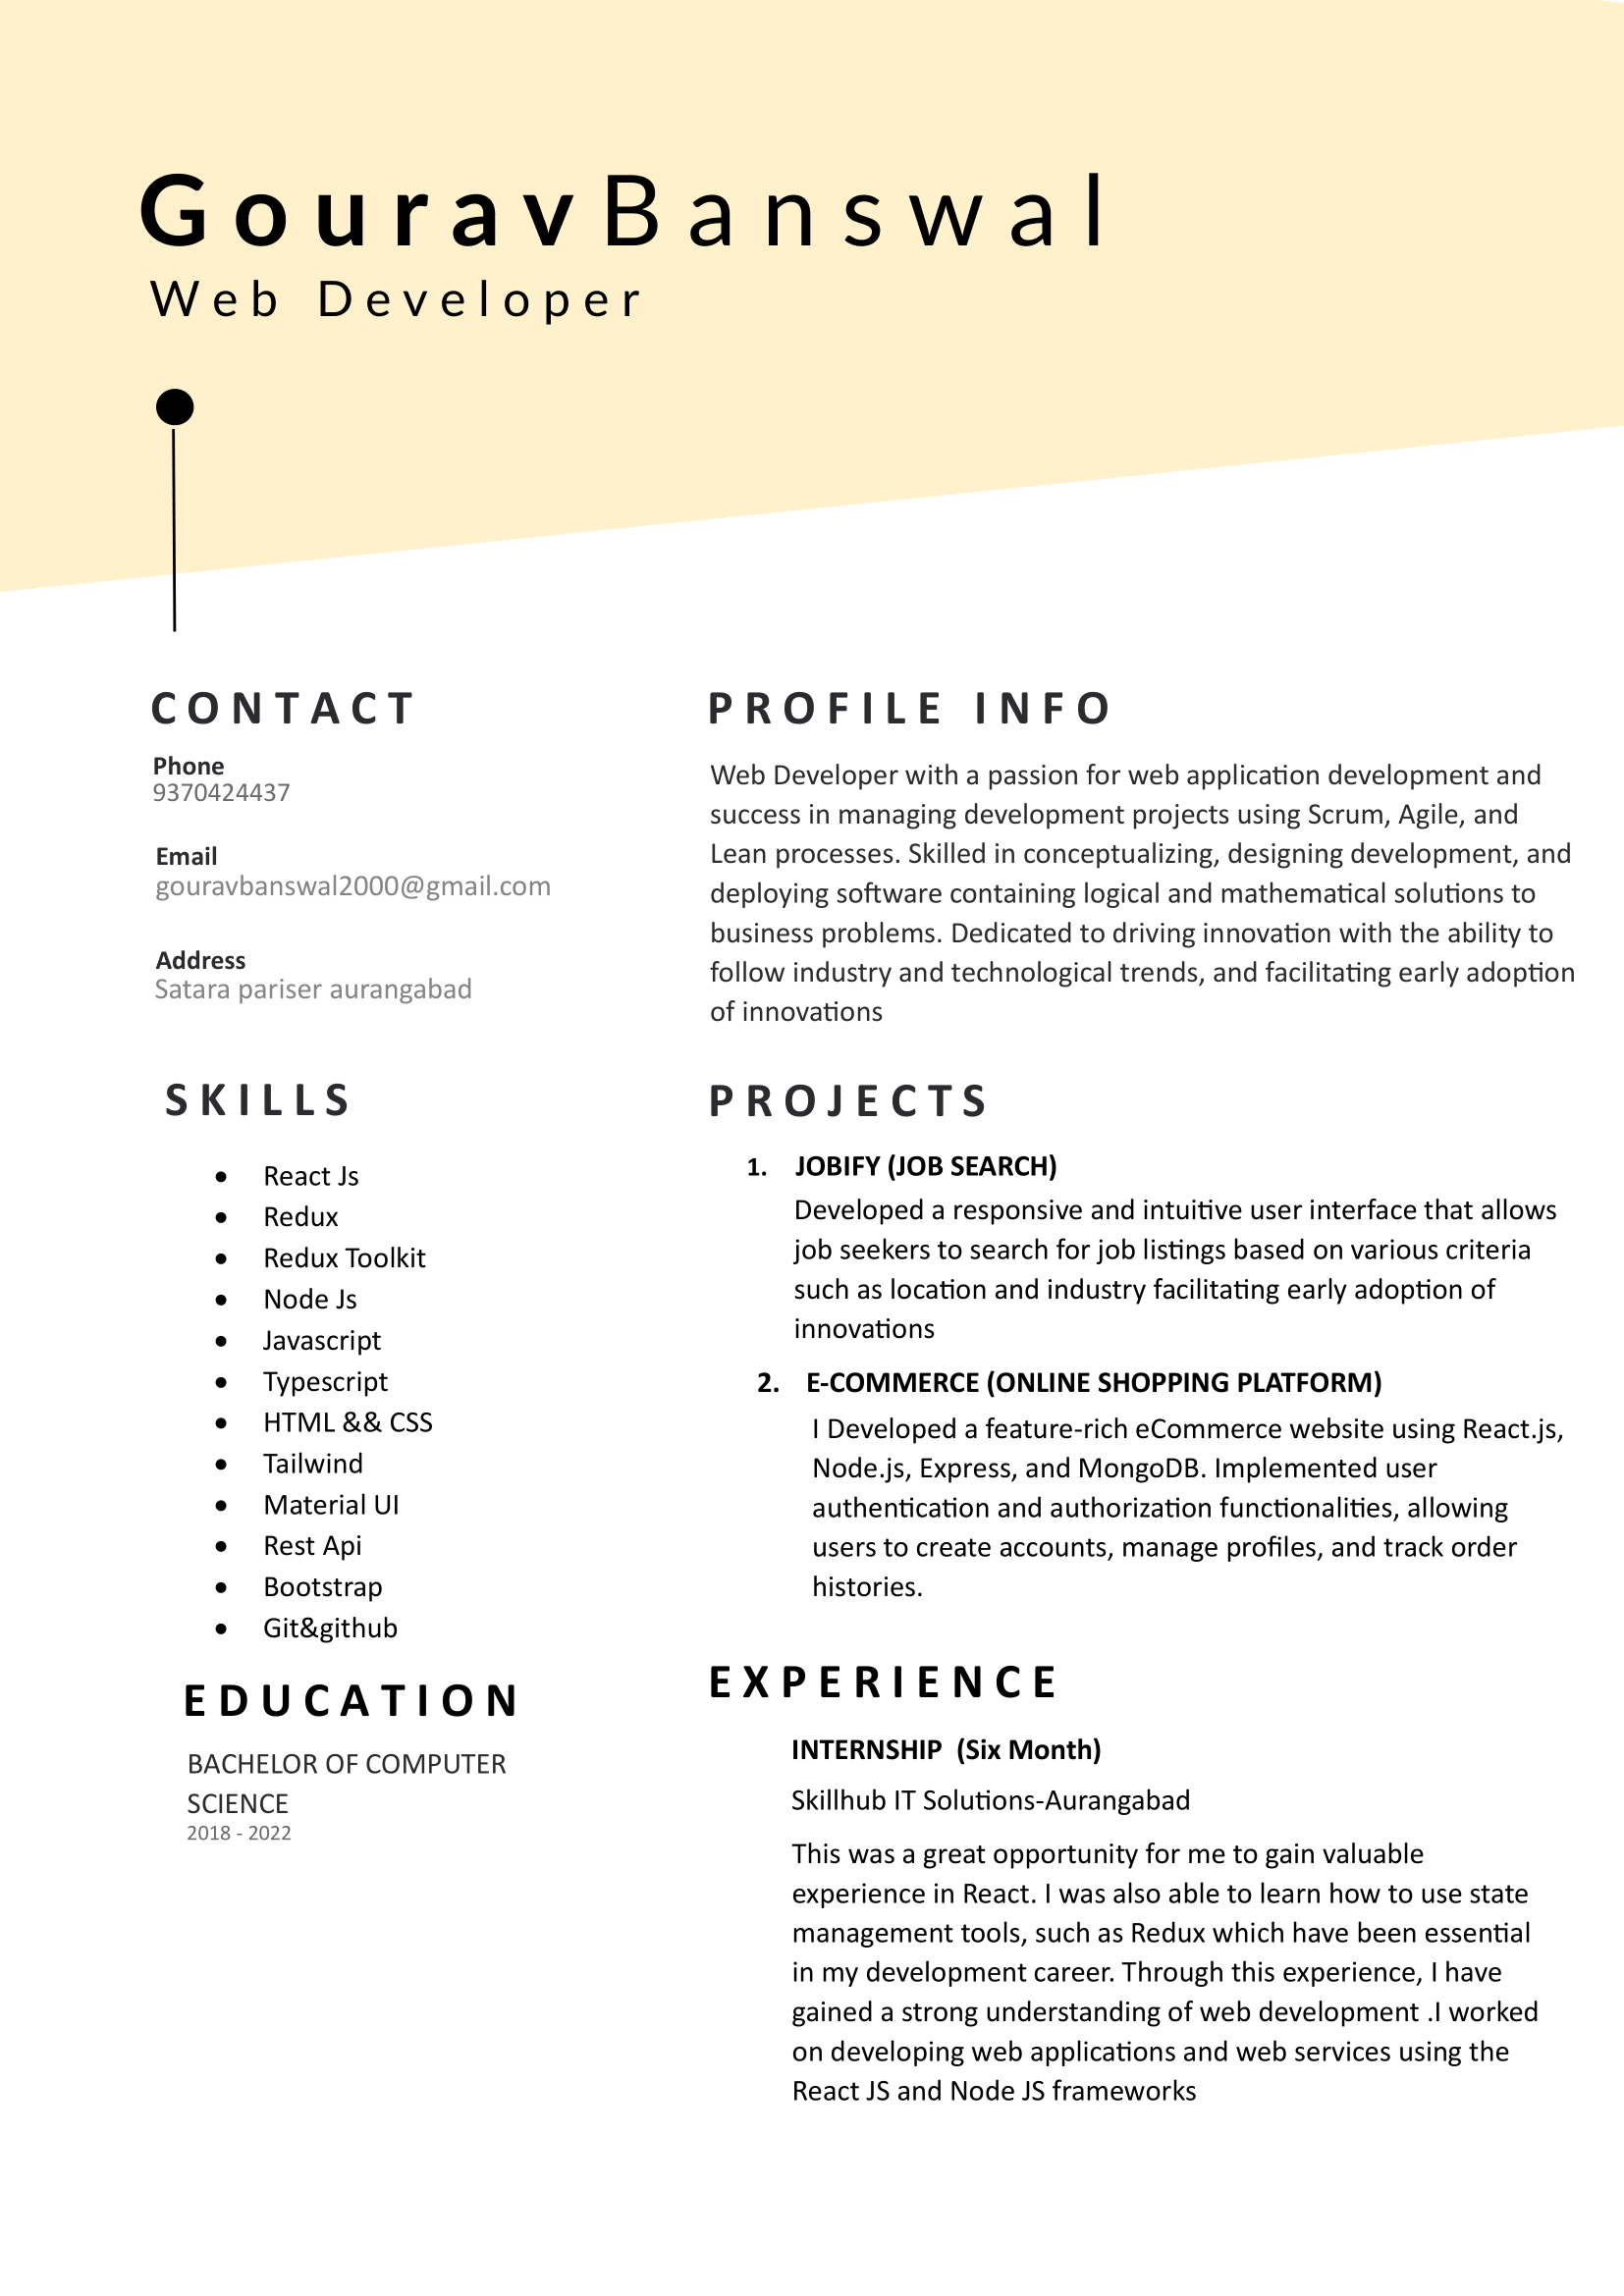 GouravBanswal
Web Developer
CONTACT
Phone
9370424437
Email
gouravbanswal2000@gmail.com
Address
Satara pariser aurangabad
SKILLS
• React Js
• Redux
• Redux Toolkit
• Node Js
• Javascript
• Typescript
• HTML && CSS
• Tailwind
• Material UI
• Rest Api
• Bootstrap
• Git&github
EDUCATION
BACHELOR OF COMPUTER
SCIENCE
2018 - 2022
PROFILE INFO
Web Developer with a passion for web application development and
success in managing development projects using Scrum, Agile, and
Lean processes. Skilled in conceptualizing, designing development, and
deploying software containing logical and mathematical solutions to
business problems. Dedicated to driving innovation with the ability to
follow industry and technological trends, and facilitating early adoption
of innovations
PROJECTS
1. JOBIFY (JOB SEARCH)
Developed a responsive and intuitive user interface that allows
job seekers to search for job listings based on various criteria
such as location and industry facilitating early adoption of
innovations
2. E-COMMERCE (ONLINE SHOPPING PLATFORM)
I Developed a feature-rich eCommerce website using React.js,
Node.js, Express, and MongoDB. Implemented user
authentication and authorization functionalities, allowing
users to create accounts, manage profiles, and track order
histories.
EXPERIENCE
INTERNSHIP (Six Month)
Skillhub IT Solutions-Aurangabad
This was a great opportunity for me to gain valuable
experience in React. I was also able to learn how to use state
management tools, such as Redux which have been essential
in my development career. Through this experience, I have
gained a strong understanding of web development .I worked
on developing web applications and web services using the
React JS and Node JS frameworks